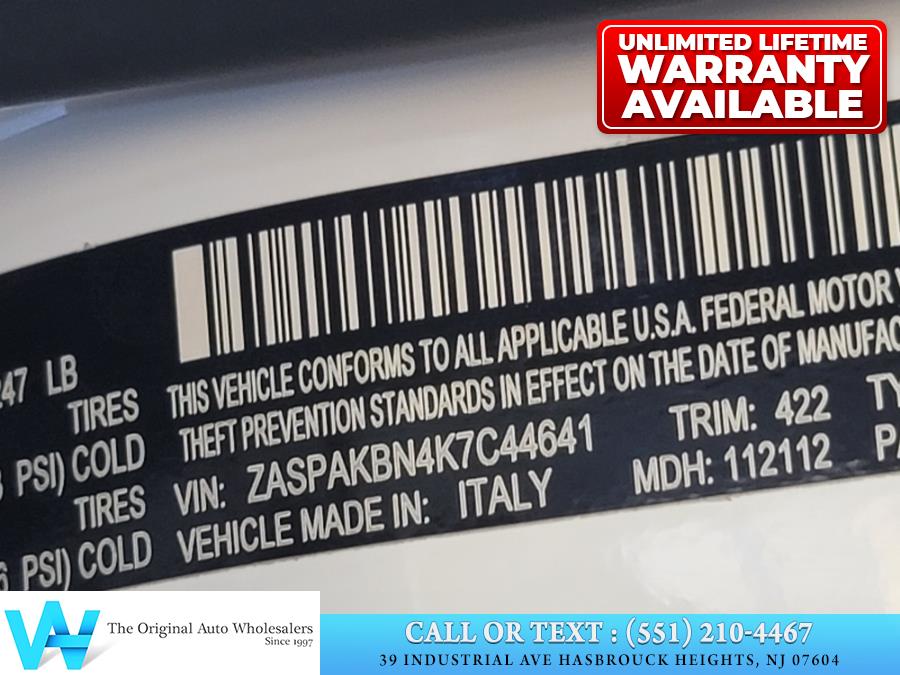 UNLIMITED LIFETIME
WARRANTY
AVAILABLE
247 LB
TIRES
PSI) COLD
TIRES
PSI) COLD
THIS VEHICLE CONFORMS TO ALL APPLICABLE U.S.A. FEDERAL MOTOR
THEFT PREVENTION STANDARDS IN EFFECT ON THE DATE OF MANUFAC
VIN: ZASPAKBN4K7C44641 TRIM: 422 TY
VEHICLE MADE IN: ITALY MDH: 112112 PA
The Original Auto Wholesalers
Since 1997
CALL OR TEXT : (551) 210-4467
39 INDUSTRIAL AVE HASBROUCK HEIGHTS, NJ 07604